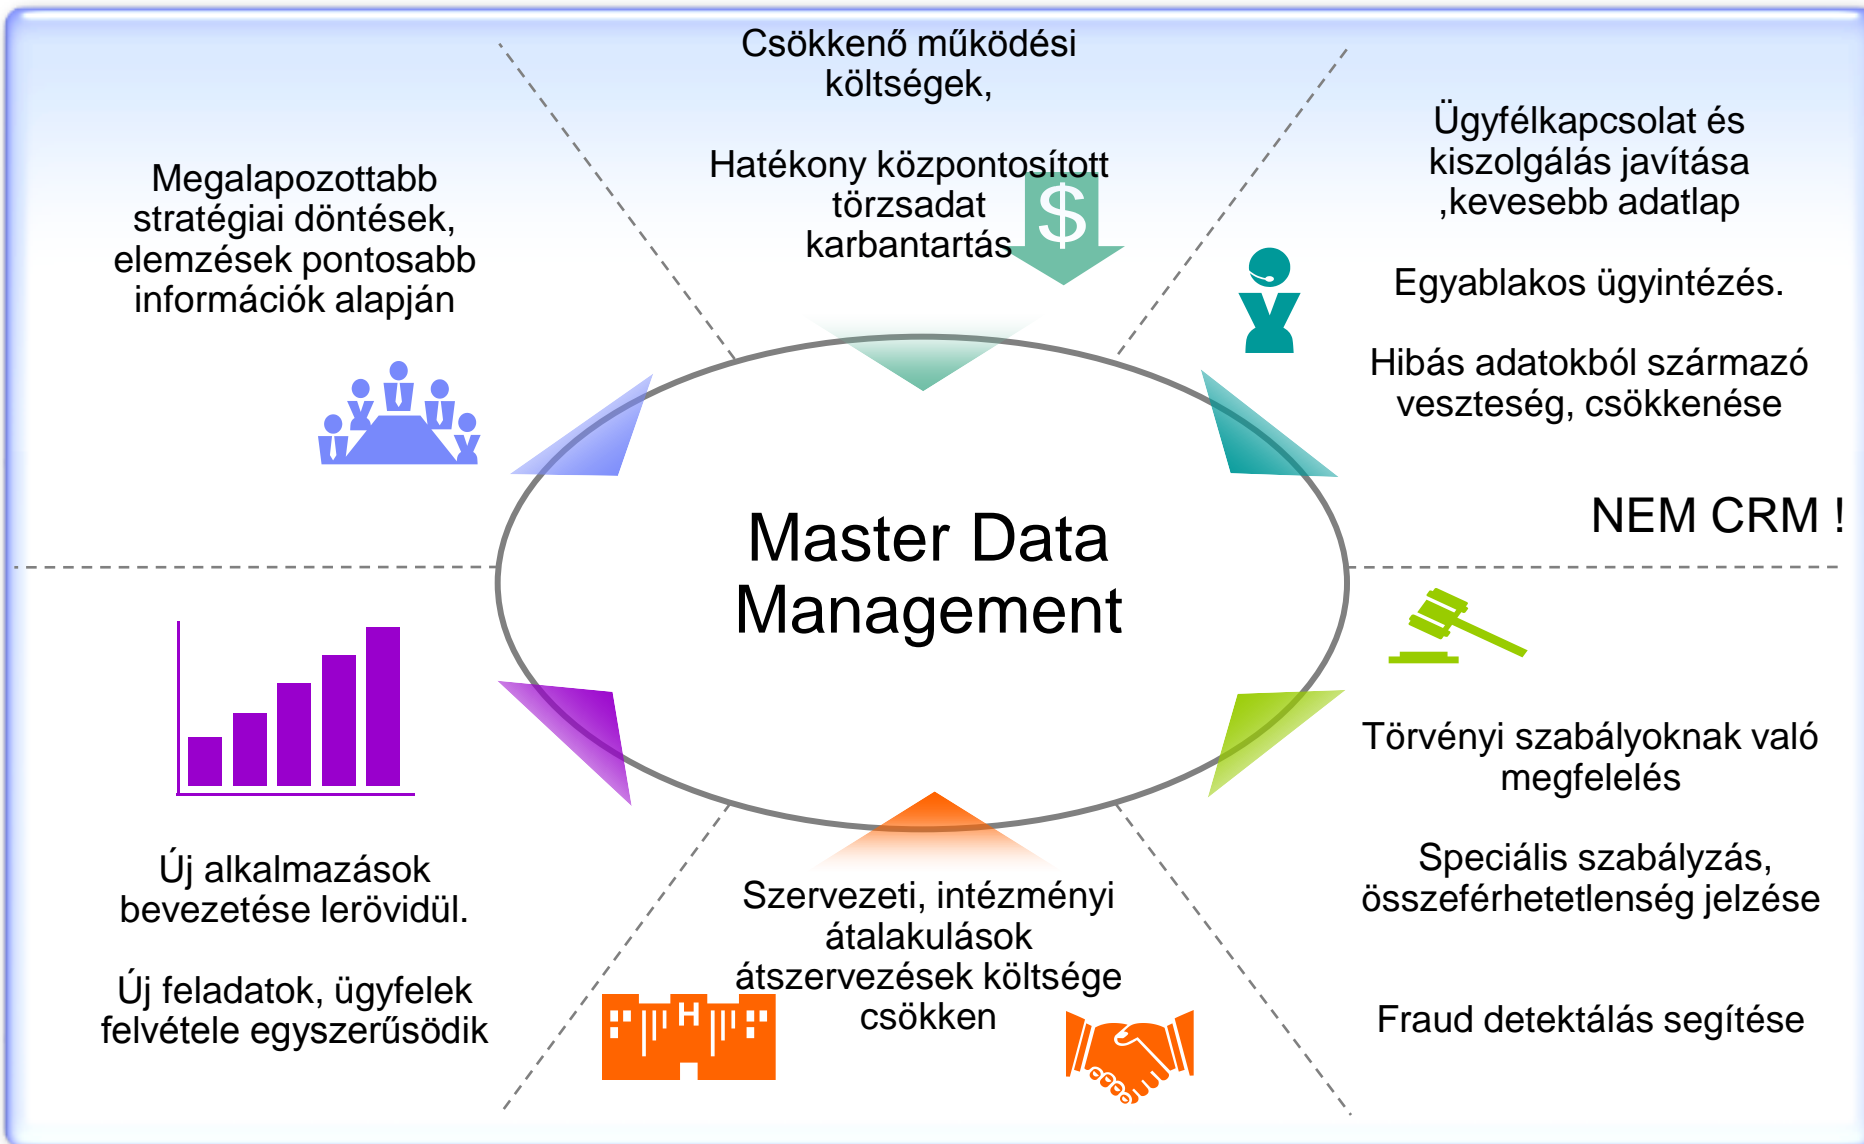 Csökkenő működési
költségek,
Hatékony központosított
törzsadat
karbantartás
$
Megalapozottabb
stratégiai döntések,
elemzések pontosabb
információk alapján
Ügyfélkapcsolat és
kiszolgálás javítása
,kevesebb adatlap
Egyablakos ügyintézés.
Hibás adatokból származó
veszteség, csökkenése
NEM CRM !
Master Data
Management
Törvényi szabályoknak való
megfelelés
Speciális szabályzás,
összeférhetetlenség jelzése
Fraud detektálás segítése
Új alkalmazások
bevezetése lerövidül.
Új feladatok, ügyfelek
felvétele egyszerűsödik
Szervezeti, intézményi
átalakulások
átszervezések költsége
csökken
H